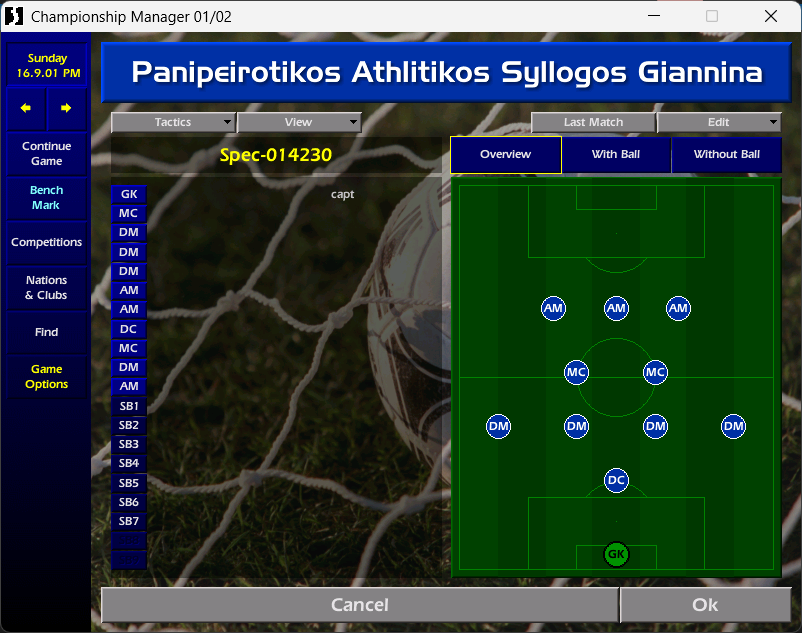 Championship Manager 01/02
Sunday
16.9.01 PM
Continue
Game
Bench
Mark
Competitions
Nations
& Clubs
Find
Game
Options
Panipeirotikos Athlitikos Syllogos Giannina
Tactics
View
Last Match
Edit
Spec-014230
Overview
With Ball
Without Ball
GK capt
MC
DM
DM
DM
AM
AM
DC
MC
DM
AM
SB1
SB2
SB3
SB4
SB5
SB6
SB7
AM AM AM
MC MC
DM DM DM DM
DC
GK
Cancel
Ok